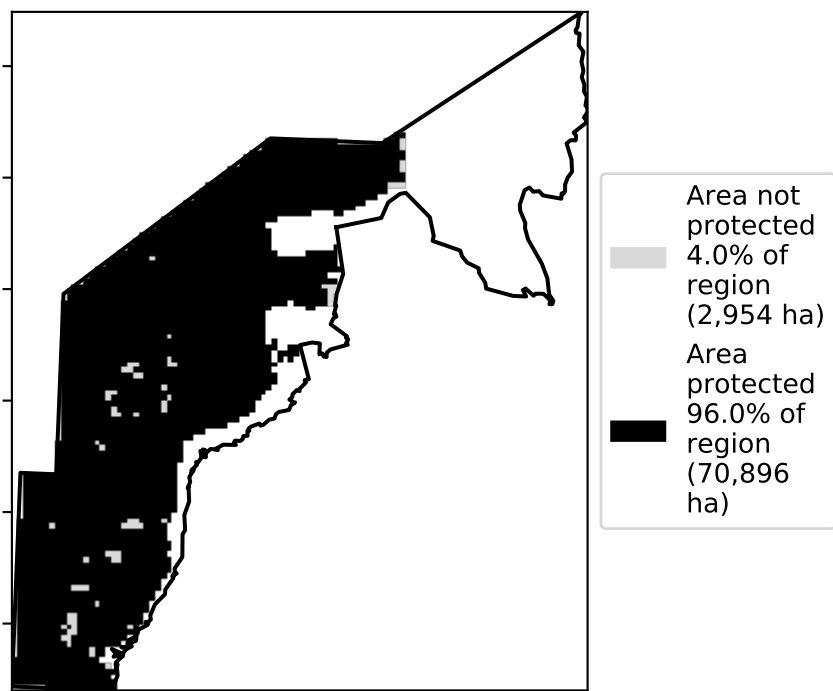 Area not
protected
4.0% of
region
(2,954 ha)
Area
protected
96.0% of
region
(70,896
ha)